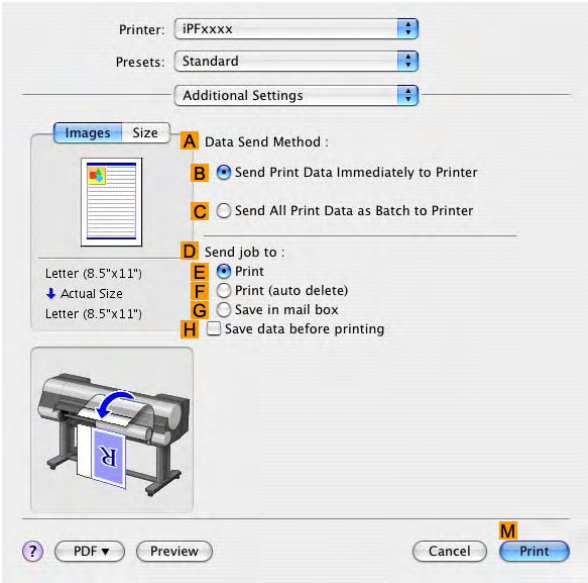 Printer: iPFxxxx
Presets: Standard
Additional Settings
Images Size
A Data Send Method :
B Send Print Data Immediately to Printer
C Send All Print Data as Batch to Printer
D Send job to :
E Print
F Print (auto delete)
G Save in mail box
H Save data before printing
Letter (8.5"x11")
Actual Size
Letter (8.5"x11")
R
M
? PDF Preview Cancel Print